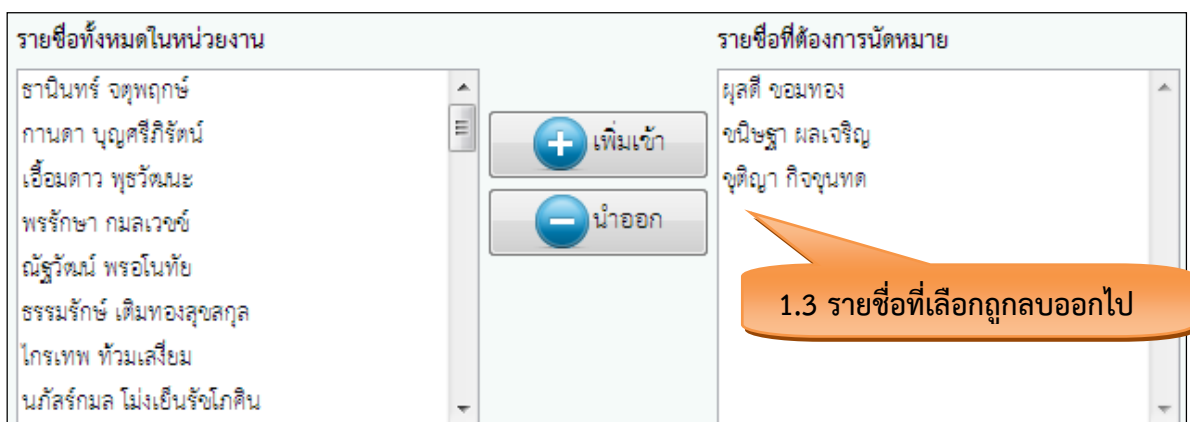 รายชื่อทั้งหมดในหน่วยงาน
ธานินทร์ จตุพฤกษ์
กานดา บุญศรีภิรัตน์
เอื้อมดาว พุธวัฒนะ
พรรักษา กมลเวชช์
ณัฐวัฒน์ พรอโนทัย
ธรรมรักษ์ เติมทองสุขสกุล
ไกรเทพ ท้วมเสงี่ยม
นภัสร์กมล โม่งเย็นรัชโภคิน
เพิ่มเข้า
นำออก
รายชื่อที่ต้องการนัดหมาย
ผุสดี ขอมทอง
ขนิษฐา ผลเจริญ
ชุติญา กิจขุนทด
1.3 รายชื่อที่เลือกถูกลบออกไป